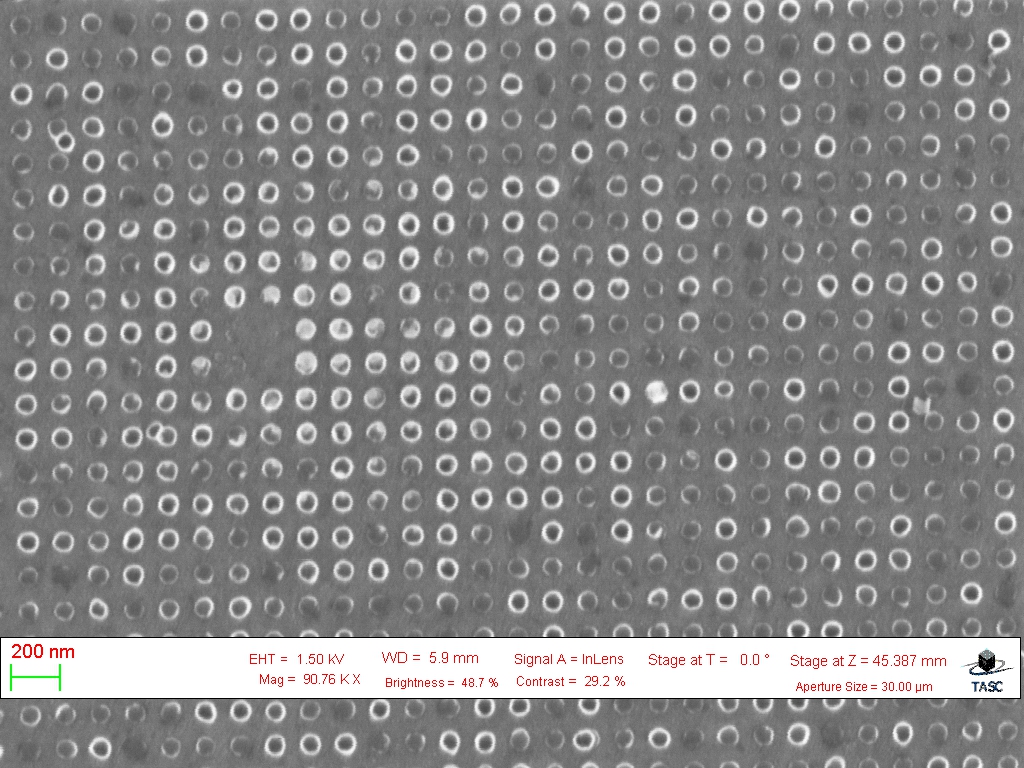 200 nm
EHT = 1.50 kV
WD = 5.9 mm
Signal A = InLens
Stage at T = 0.0 °
Stage at Z = 45.387 mm
Mag = 90.76 K X
Brightness = 48.7 %
Contrast = 29.2 %
Aperture Size = 30.00 µm
TASC